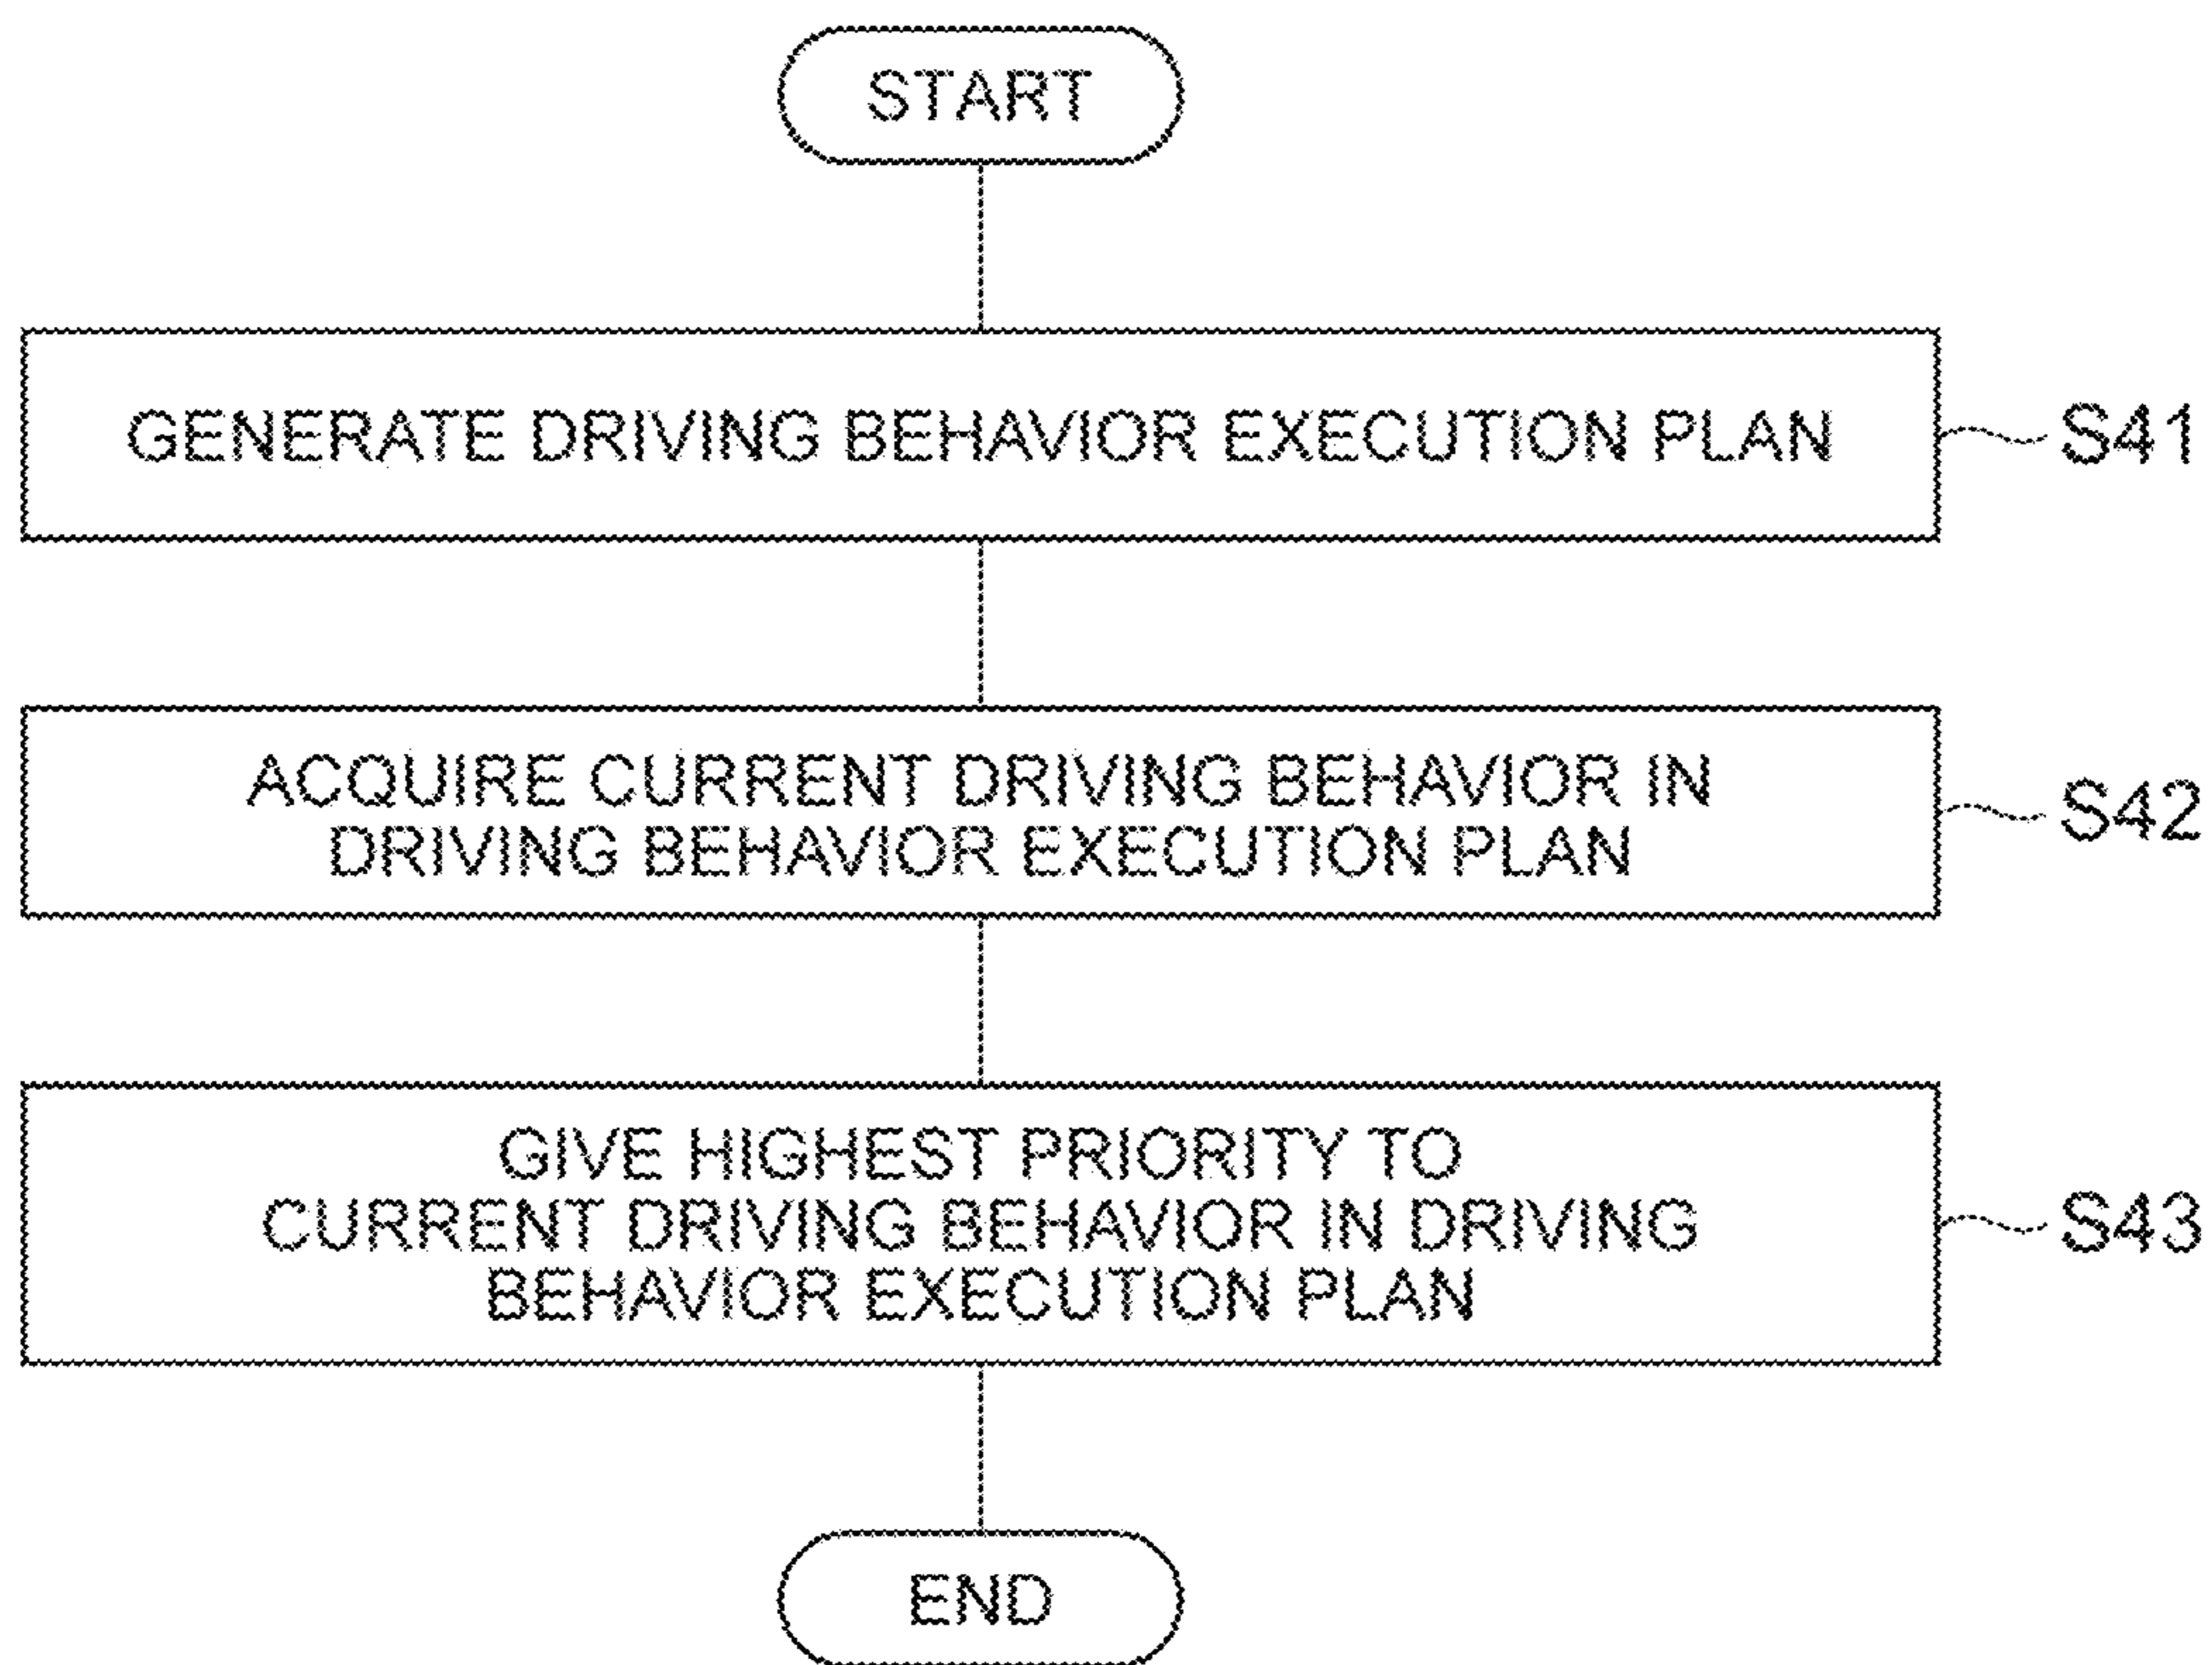 START
GENERATE DRIVING BEHAVIOR EXECUTION PLAN
S41
ACQUIRE CURRENT DRIVING BEHAVIOR IN
DRIVING BEHAVIOR EXECUTION PLAN
S42
GIVE HIGHEST PRIORITY TO
CURRENT DRIVING BEHAVIOR IN DRIVING
BEHAVIOR EXECUTION PLAN
S43
END